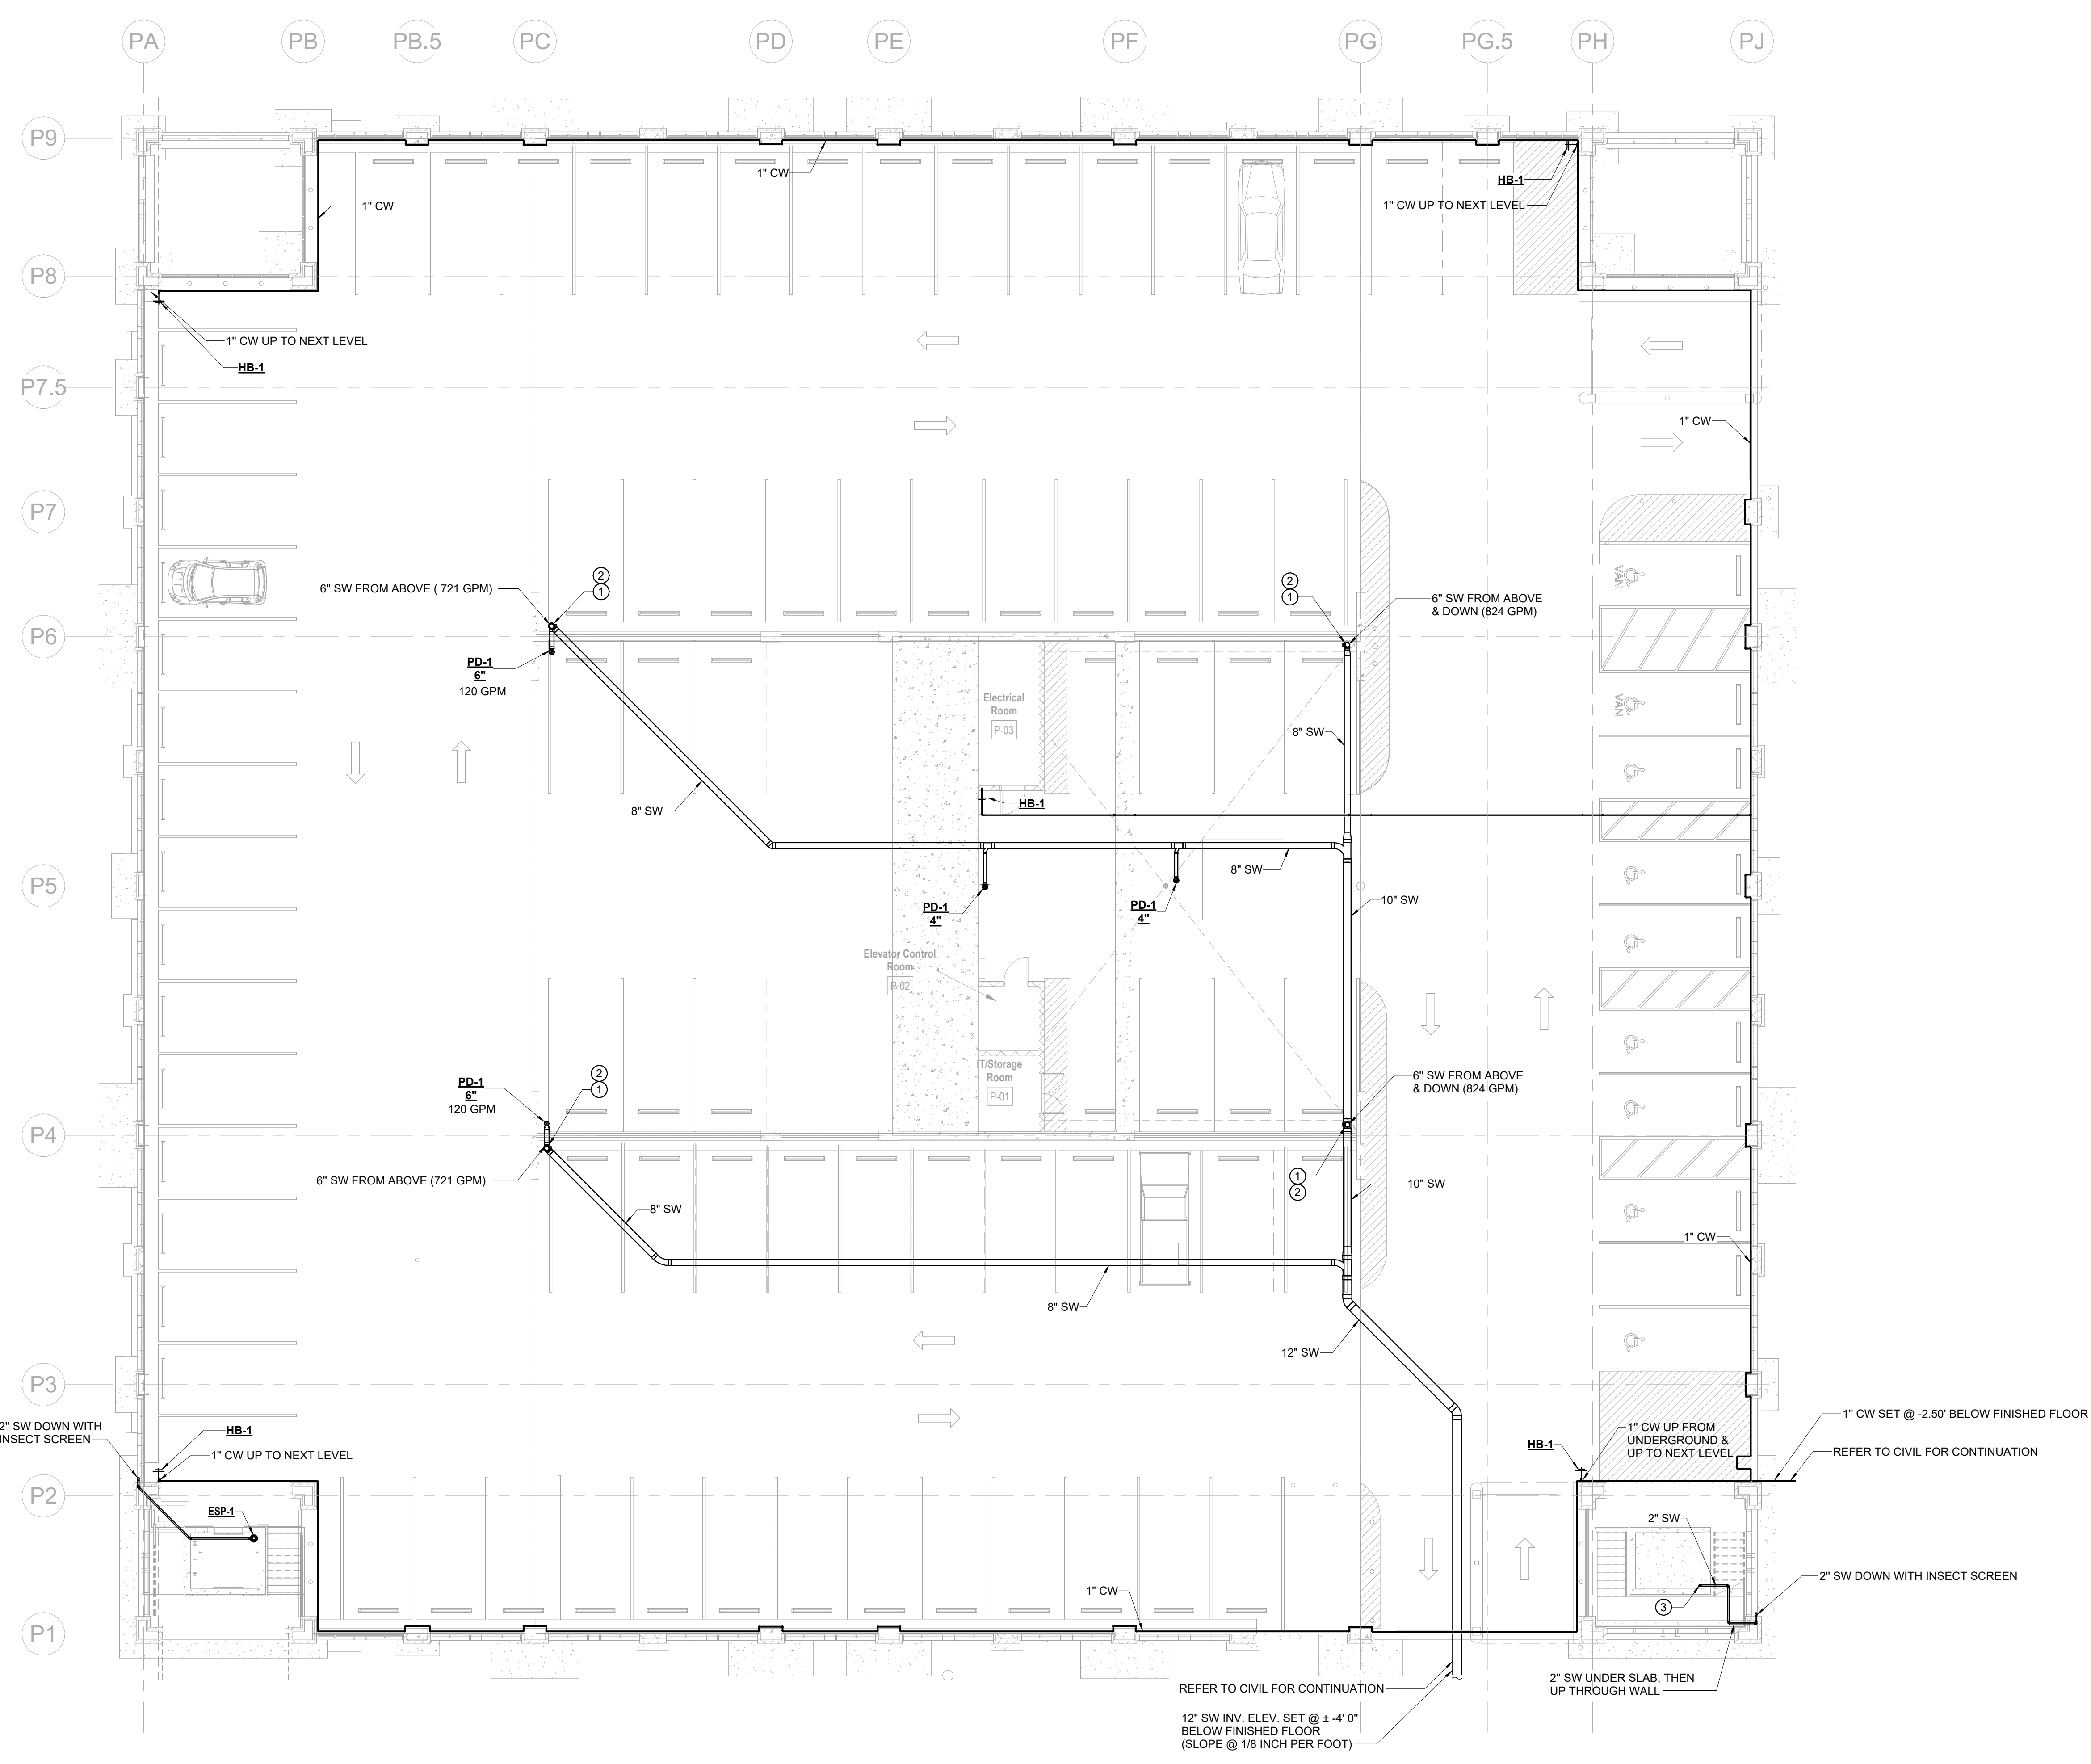 PA
PB
PB.5
PC
PD
PE
PF
PG
PG.5
PH
PJ
P9
1" CW
HB-1
1" CW UP TO NEXT LEVEL
1" CW
P8
1" CW UP TO NEXT LEVEL
HB-1
P7.5
1" CW
P7
VAN
6" SW FROM ABOVE ( 721 GPM)
2
1
2
1
6" SW FROM ABOVE
& DOWN (824 GPM)
P6
PD-1
6"
120 GPM
Electrical
Room
P-03
VAN
8" SW
8" SW
HB-1
8" SW
P5
PD-1
4"
PD-1
4"
10" SW
Elevator Control
Room
P-02
IT/Storage
Room
P-01
PD-1
6"
120 GPM
2
1
6" SW FROM ABOVE
& DOWN (824 GPM)
P4
6" SW FROM ABOVE (721 GPM)
1
2
10" SW
8" SW
1" CW
8" SW
12" SW
P3
2" SW DOWN WITH
INSECT SCREEN
HB-1
1" CW UP TO NEXT LEVEL
HB-1
1" CW UP FROM
UNDERGROUND &
UP TO NEXT LEVEL
1" CW SET @ -2.50' BELOW FINISHED FLOOR
REFER TO CIVIL FOR CONTINUATION
P2
ESP-1
2" SW
1" CW
3
2" SW DOWN WITH INSECT SCREEN
P1
2" SW UNDER SLAB, THEN
UP THROUGH WALL
REFER TO CIVIL FOR CONTINUATION
12" SW INV. ELEV. SET @ ± -4' 0"
BELOW FINISHED FLOOR
(SLOPE @ 1/8 INCH PER FOOT)